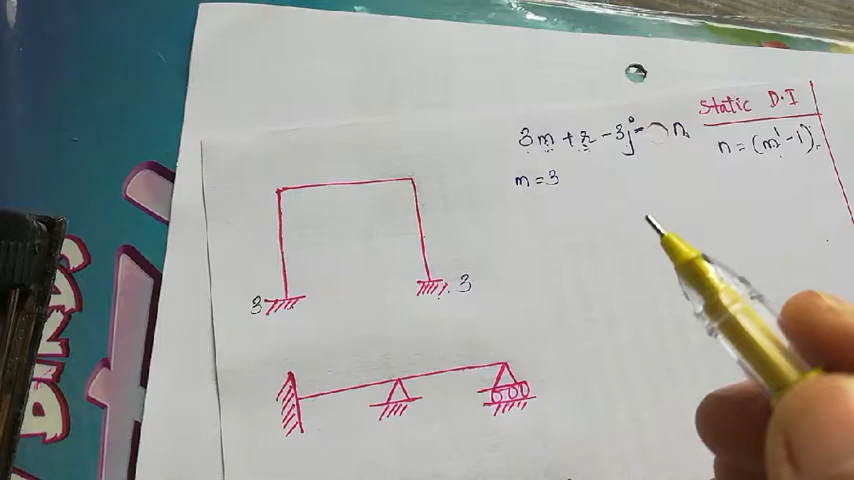 Static D.I
3m + r - 3j - n.
n = (m' - 1).
m = 3
3
3